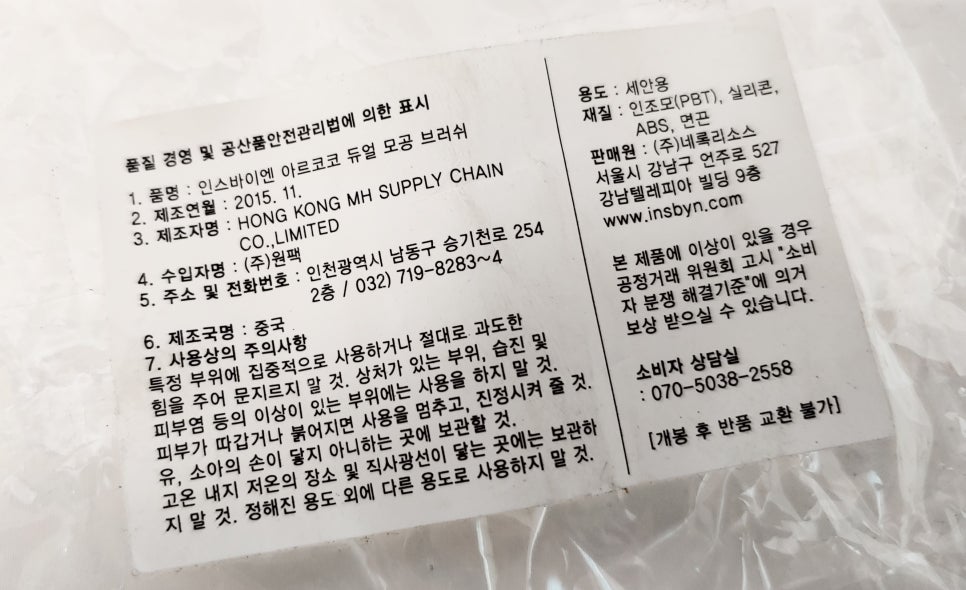 품질 경영 및 공산품안전관리법에 의한 표시
1. 품명 : 인스바이엔 아르코코 듀얼 모공 브러쉬
2. 제조연월 : 2015. 11.
3. 제조자명 : HONG KONG MH SUPPLY CHAIN
CO.,LIMITED
4. 수입자명 : (주)원팩
5. 주소 및 전화번호 : 인천광역시 남동구 승기천로 254
2층 / 032) 719-8283~4
6. 제조국명 : 중국
7. 사용상의 주의사항
특정 부위에 집중적으로 사용하거나 절대로 과도한
힘을 주어 문지르지 말 것. 상처가 있는 부위, 습진 및
피부염 등의 이상이 있는 부위에는 사용을 하지 말 것.
피부가 따갑거나 붉어지면 사용을 멈추고, 진정시켜 줄 것.
유, 소아의 손이 닿지 아니하는 곳에 보관할 것.
고온 내지 저온의 장소 및 직사광선이 닿는 곳에는 보관하
지 말 것. 정해진 용도 외에 다른 용도로 사용하지 말 것.
용도 : 세안용
재질 : 인조모(PBT), 실리콘,
ABS, 면끈
판매원 : (주)네록리소스
서울시 강남구 언주로 527
강남텔레피아 빌딩 9층
www.insbyn.com
본 제품에 이상이 있을 경우
공정거래 위원회 고시 "소비
자 분쟁 해결기준"에 의거
보상 받으실 수 있습니다.
소비자 상담실
: 070-5038-2558
[개봉 후 반품 교환 불가]